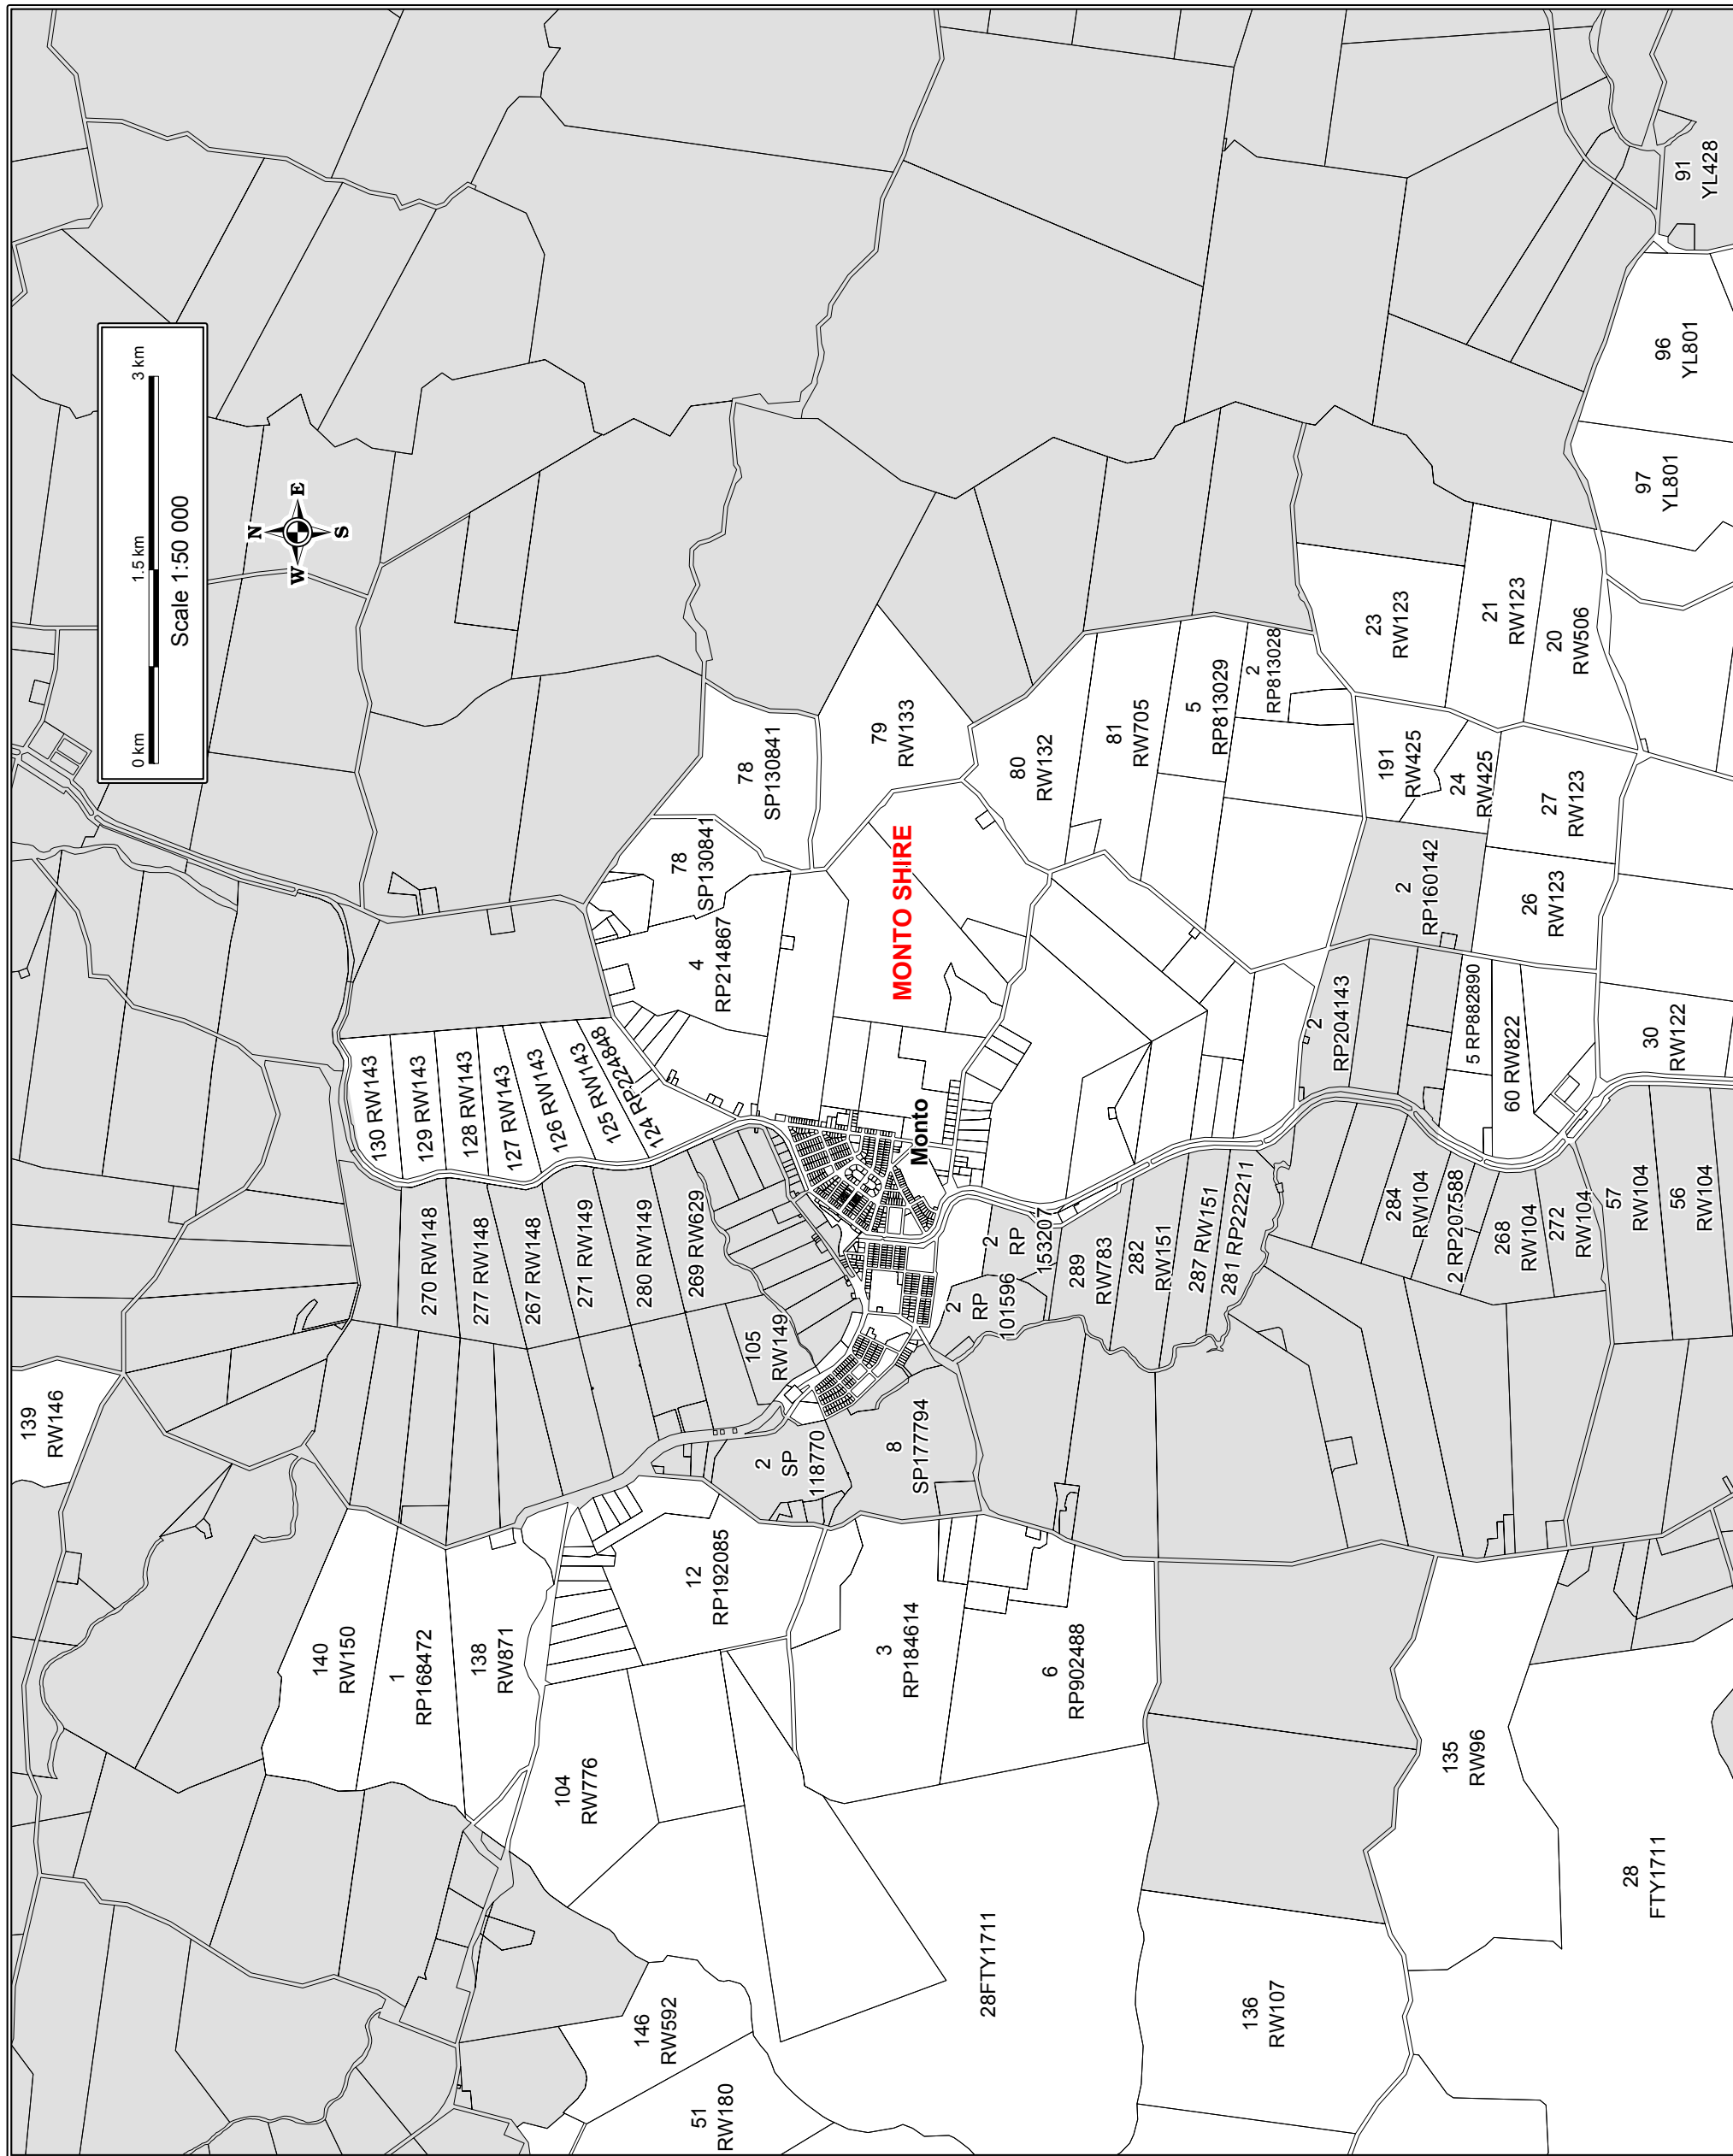 0 km
1.5 km
3 km
Scale 1:50 000
N
W
E
S
139
RW146
130 RW143
129 RW143
128 RW143
127 RW143
126 RW143
125 RW143
124 RP224848
270 RW148
277 RW148
267 RW148
271 RW149
280 RW149
269 RW629
105
RW149
2
SP
118770
8
SP177794
140
RW150
1
RP168472
138
RW871
104
RW776
12
RP192085
3
RP184614
6
RP902488
146
RW592
51
RW180
28FTY1711
136
RW107
135
RW96
28
FTY1711
78
SP130841
78
SP130841
4
RP214867
79
RW133
MONTO SHIRE
Monto
80
RW132
81
RW705
5
RP813029
2
RP813028
23
RW123
21
RW123
20
RW506
191
RW425
24
RW425
27
RW123
26
RW123
2
RP160142
2
RP204143
5 RP882890
60 RW822
30
RW122
2
RP
153207
2
RP
101596
289
RW783
282
RW151
287 RW151
281 RP222211
284
RW104
2 RP207588
268
RW104
272
RW104
57
RW104
56
RW104
91
YL428
96
YL801
97
YL801